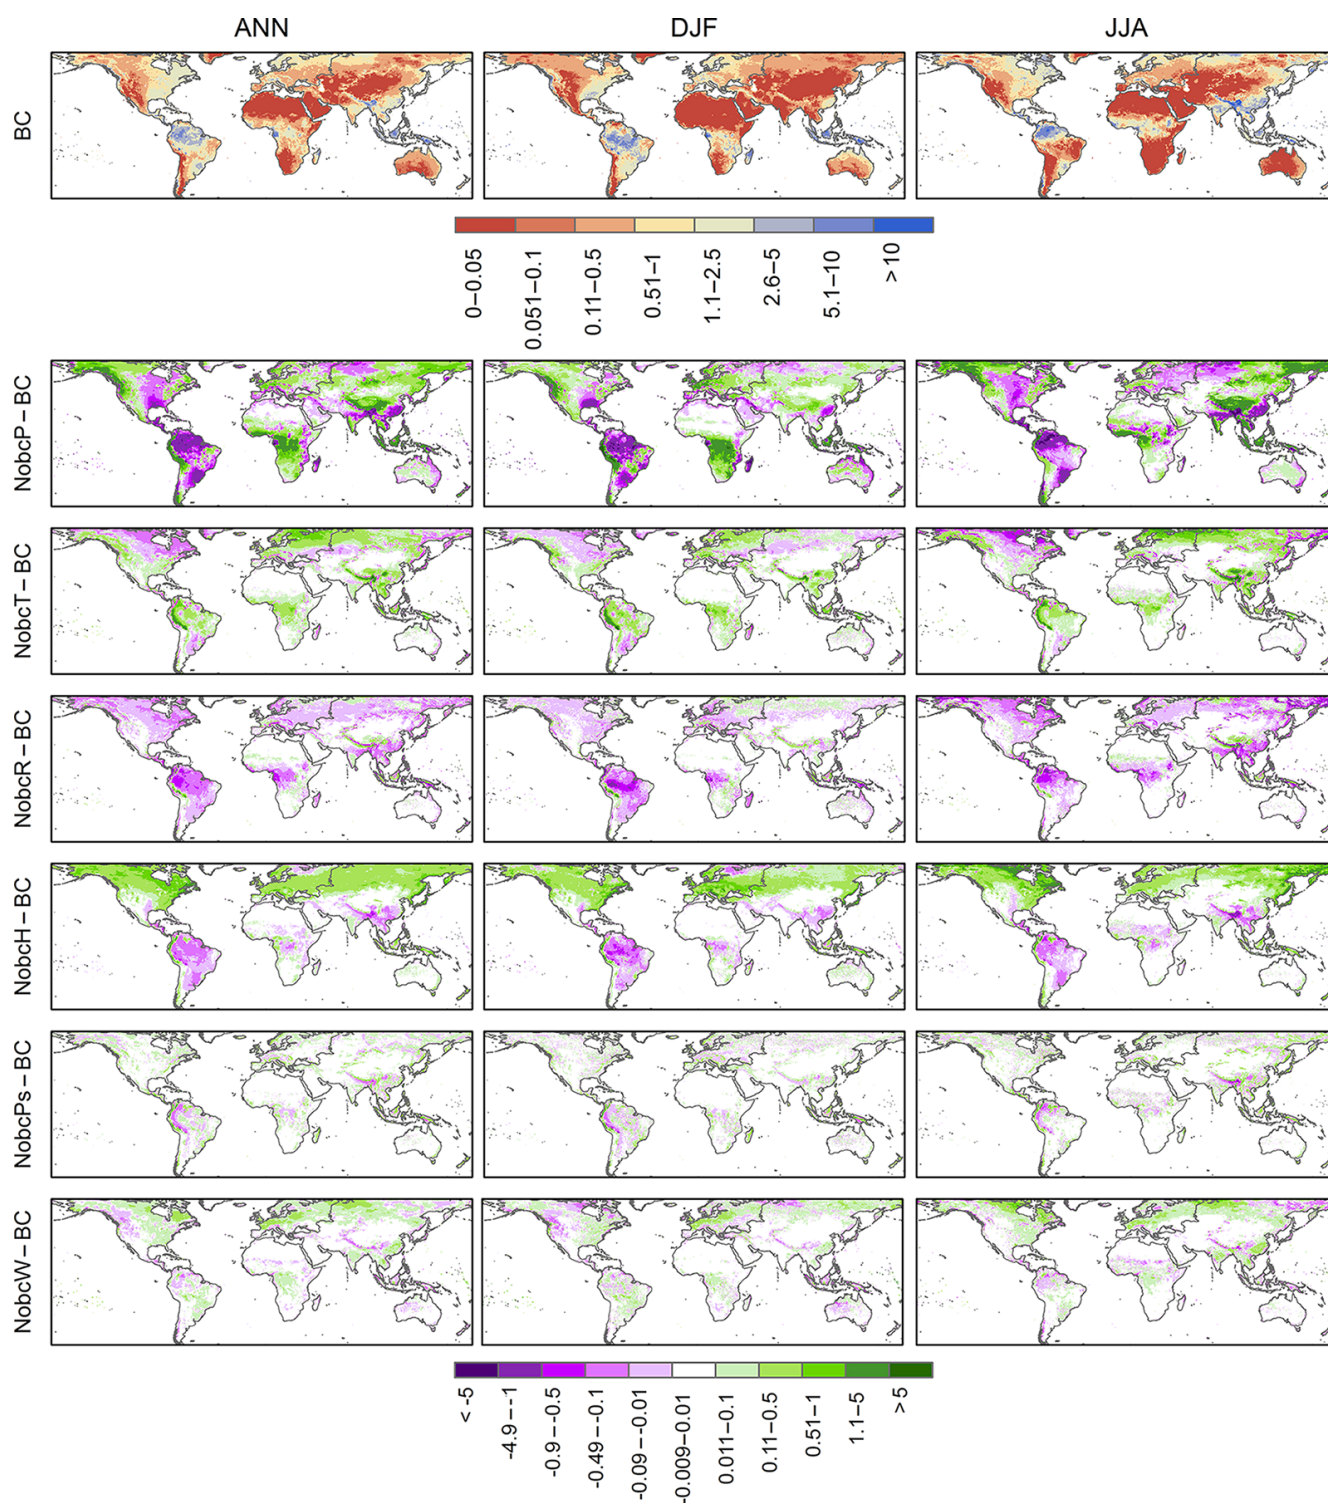 ANN DJF JJA
BC
0−0.05 0.051−0.1 0.11−0.5 0.51−1 1.1−2.5 2.6−5 5.1−10 >10
NobcP − BC
NobcT − BC
NobcR − BC
NobcH − BC
NobcPs − BC
NobcW − BC
< -5 -4.9−-1 -0.9−-0.5 -0.49−-0.1 -0.09−-0.01 -0.009−0.01 0.011−0.1 0.11−0.5 0.51−1 1.1−5 >5